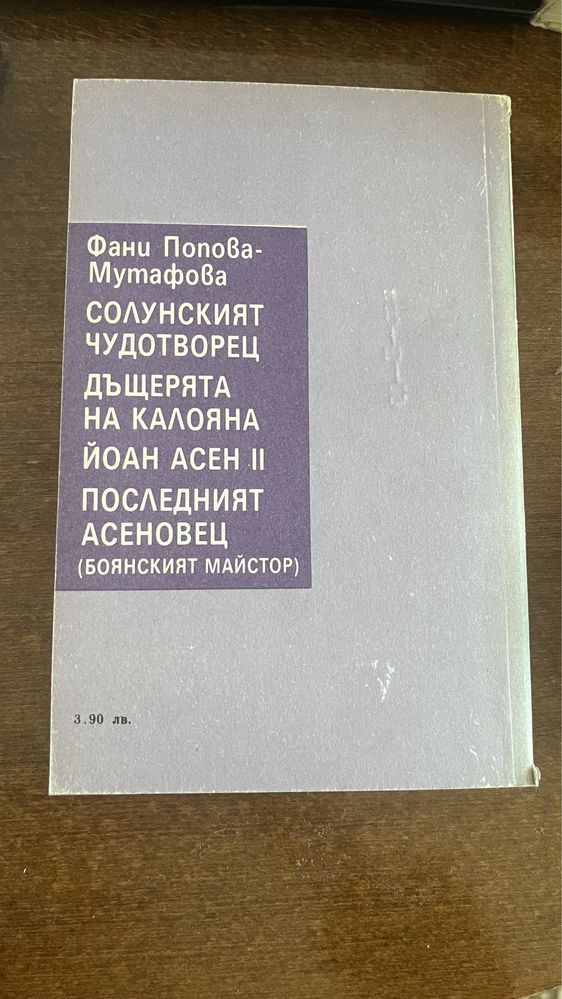 Фани Попова-
Мутафова
СОЛУНСКИЯТ
ЧУДОТВОРЕЦ
ДЪЩЕРЯТА
НА КАЛОЯНА
ЙОАН АСЕН II
ПОСЛЕДНИЯТ
АСЕНОВЕЦ
(БОЯНСКИЯТ МАЙСТОР)
3.90 лв.